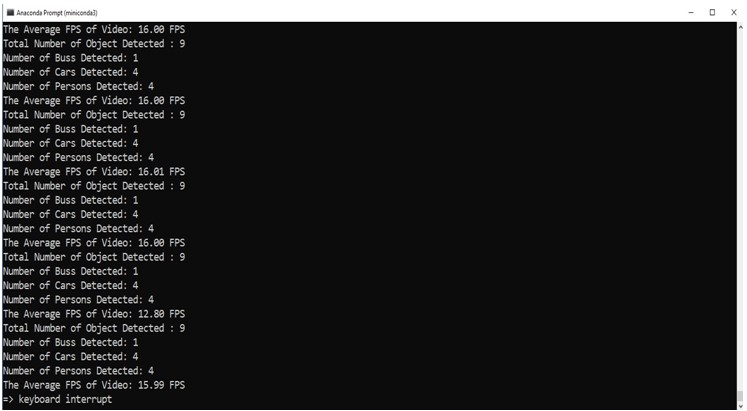 Anaconda Prompt (miniconda3)
The Average FPS of Video: 16.00 FPS
Total Number of Object Detected : 9
Number of Buss Detected: 1
Number of Cars Detected: 4
Number of Persons Detected: 4
The Average FPS of Video: 16.00 FPS
Total Number of Object Detected : 9
Number of Buss Detected: 1
Number of Cars Detected: 4
Number of Persons Detected: 4
The Average FPS of Video: 16.01 FPS
Total Number of Object Detected : 9
Number of Buss Detected: 1
Number of Cars Detected: 4
Number of Persons Detected: 4
The Average FPS of Video: 16.00 FPS
Total Number of Object Detected : 9
Number of Buss Detected: 1
Number of Cars Detected: 4
Number of Persons Detected: 4
The Average FPS of Video: 12.80 FPS
Total Number of Object Detected : 9
Number of Buss Detected: 1
Number of Cars Detected: 4
Number of Persons Detected: 4
The Average FPS of Video: 15.99 FPS
=> keyboard interrupt